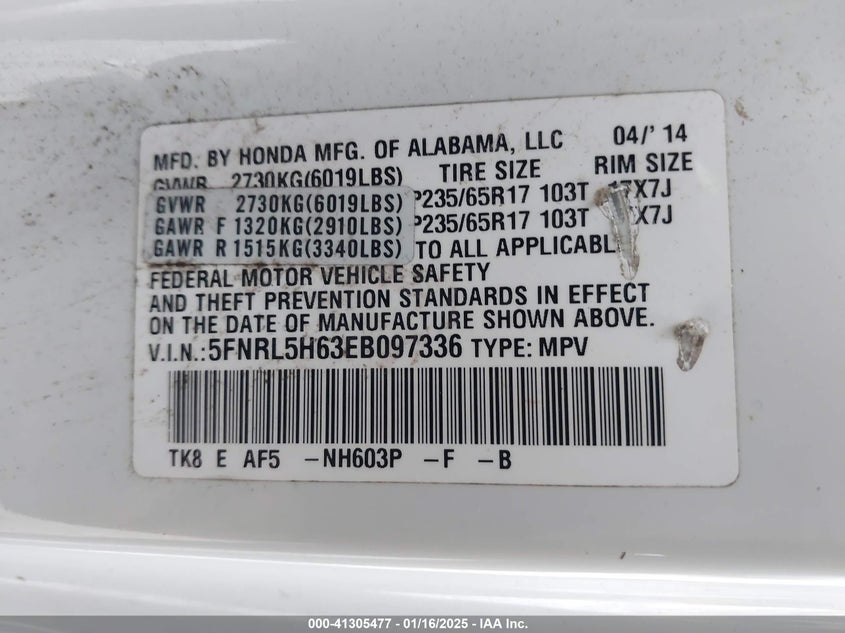 MFD. BY HONDA MFG. OF ALABAMA, LLC 04/' 14
GVWR 2730KG(6019LBS) TIRE SIZE RIM SIZE
GVWR 2730KG(6019LBS) P235/65R17 103T 17X7J
GAWR F 1320KG(2910LBS) P235/65R17 103T X7J
GAWR R 1515KG(3340LBS) TO ALL APPLICABL
FEDERAL MOTOR VEHICLE SAFETY
AND THEFT PREVENTION STANDARDS IN EFFECT
ON THE DATE OF MANUFACTURE SHOWN ABOVE.
V.I.N.:5FNRL5H63EB097336 TYPE: MPV
TK8 E AF5 -NH603P -F -B
000-41305477 - 01/16/2025 - IAA Inc.